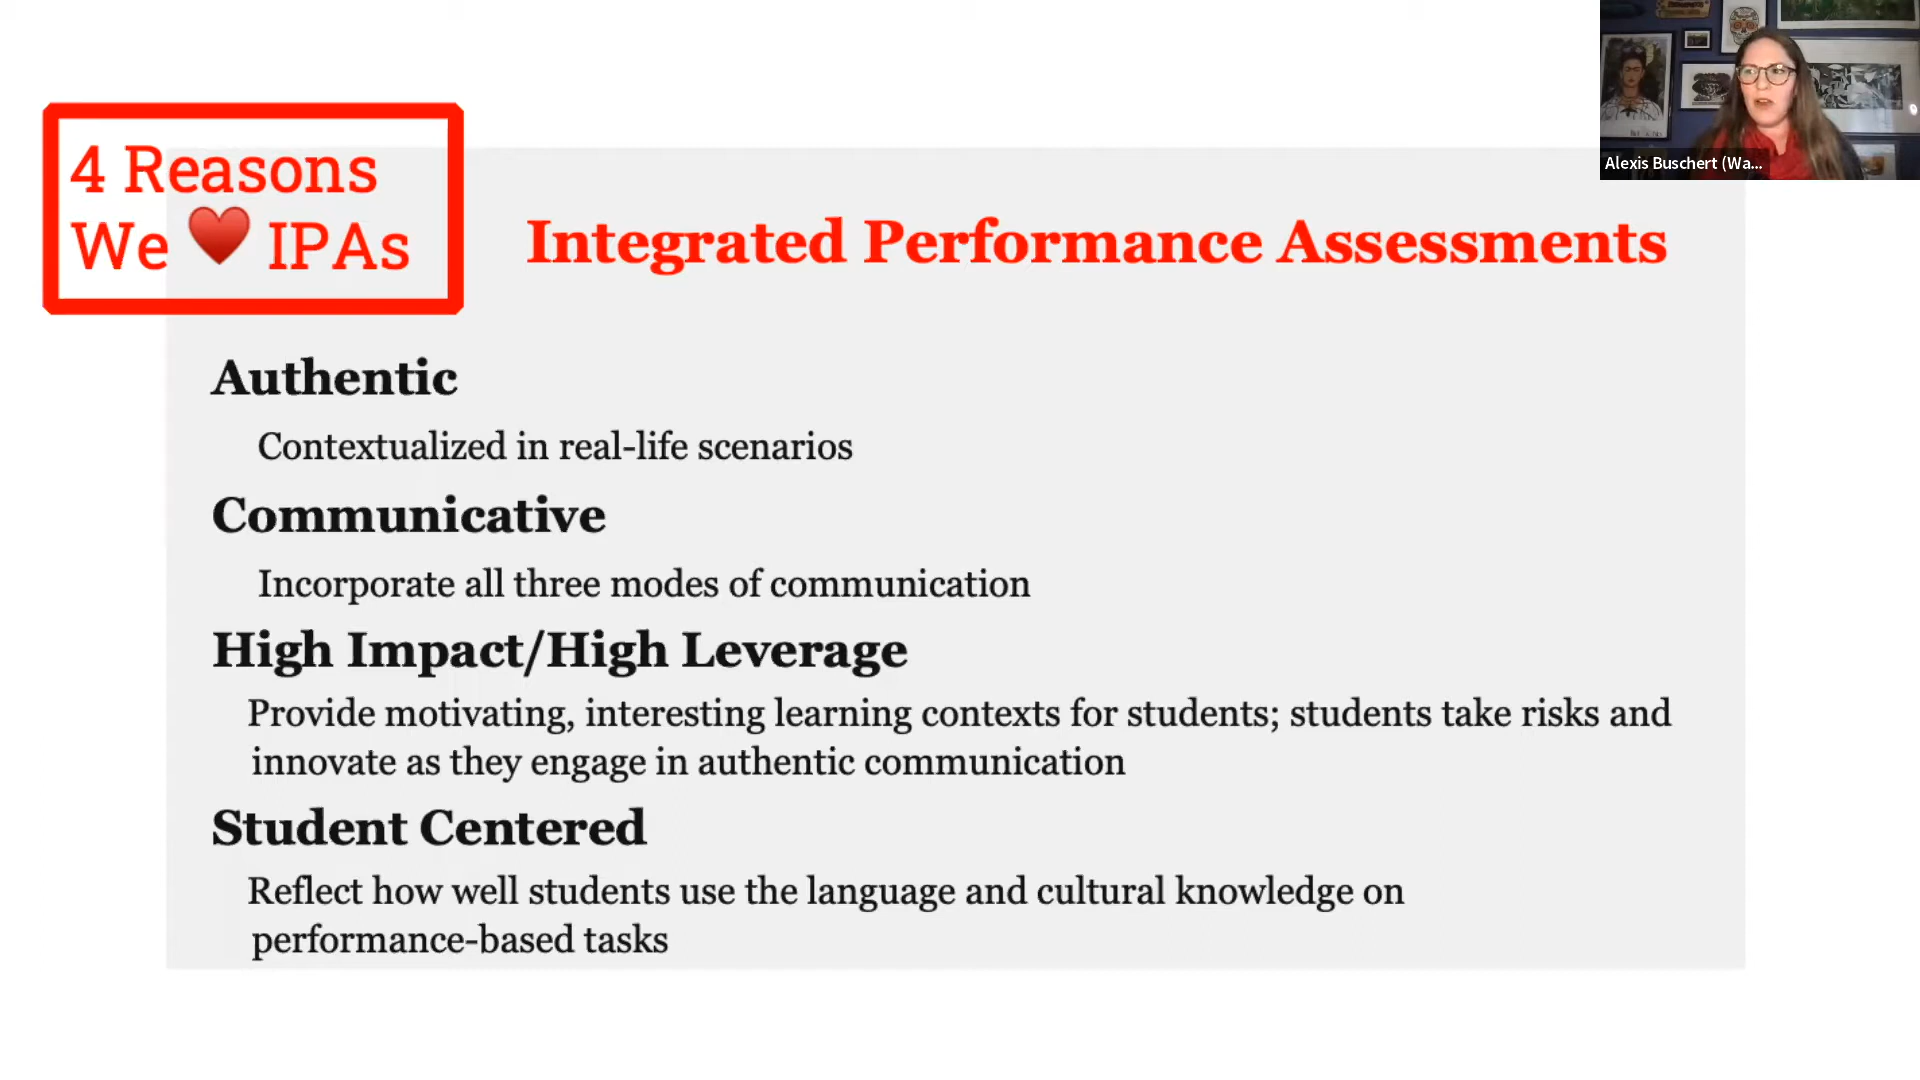 4 Reasons
We ❤ IPAs
Integrated Performance Assessments
Authentic
Contextualized in real-life scenarios
Communicative
Incorporate all three modes of communication
High Impact/High Leverage
Provide motivating, interesting learning contexts for students; students take risks and
innovate as they engage in authentic communication
Student Centered
Reflect how well students use the language and cultural knowledge on
performance-based tasks
Alexis Buschert (Wa...